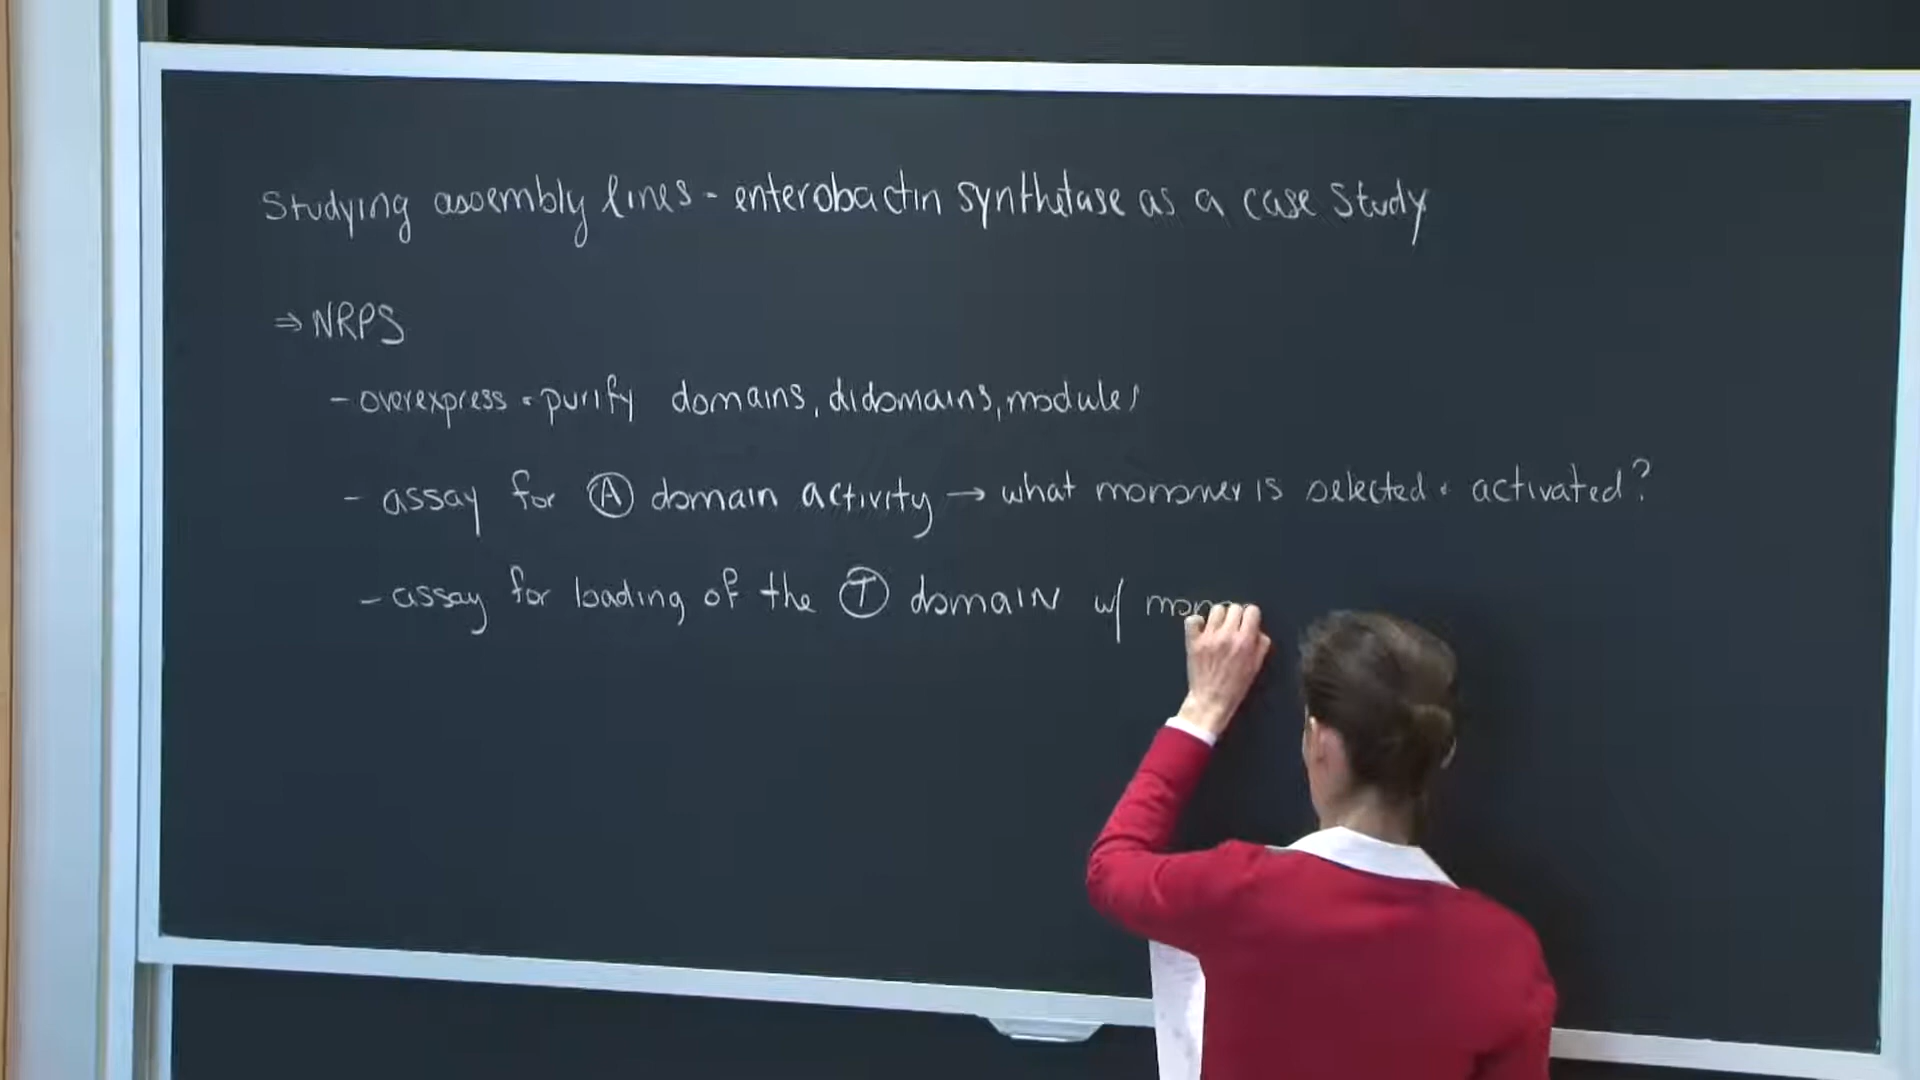 Studying assembly lines - enterobactin synthetase as a case study
⇒ NRPS
- overexpress + purify domains, didomains, modules
- assay for Ⓐ domain activity → what monomer is selected + activated?
- assay for loading of the Ⓣ domain w/